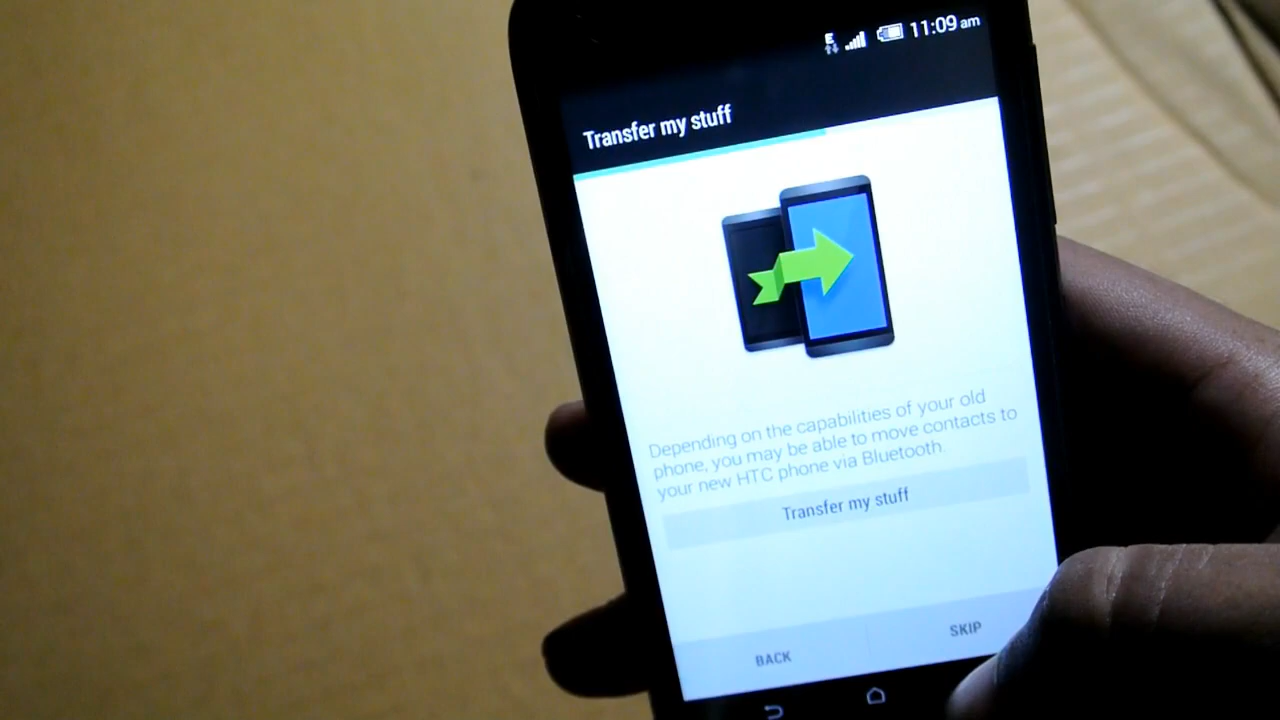 E 11:09 am
Transfer my stuff
Depending on the capabilities of your old
phone, you may be able to move contacts to
your new HTC phone via Bluetooth.
Transfer my stuff
BACK SKIP